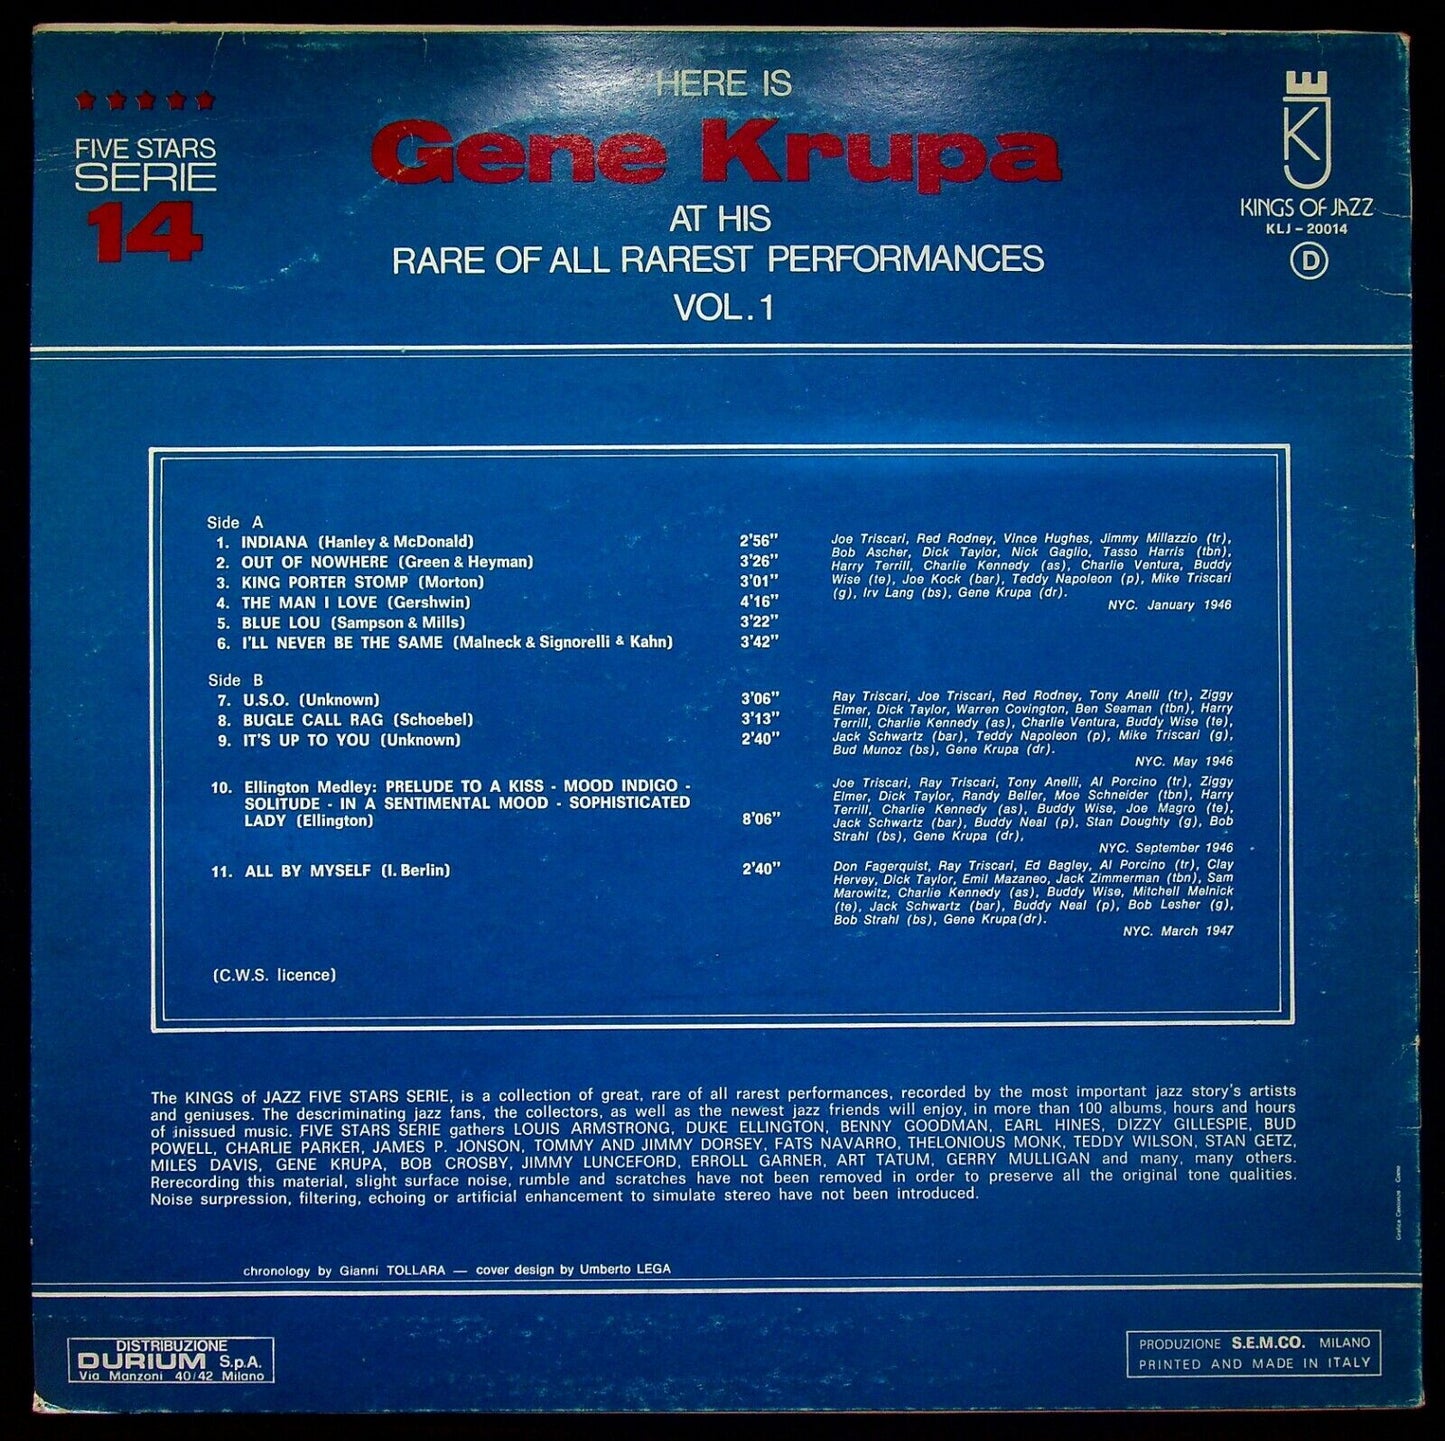 HERE IS
Gene Krupa
AT HIS
RARE OF ALL RAREST PERFORMANCES
VOL. 1
FIVE STARS
SERIE
14
KJ
KINGS OF JAZZ
KLJ - 20014
D
Side A
1. INDIANA (Hanley & McDonald) 2'56"
2. OUT OF NOWHERE (Green & Heyman) 3'26"
3. KING PORTER STOMP (Morton) 3'01"
4. THE MAN I LOVE (Gershwin) 4'16"
5. BLUE LOU (Sampson & Mills) 3'22"
6. I'LL NEVER BE THE SAME (Malneck & Signorelli & Kahn) 3'42"
Joe Triscari, Red Rodney, Vince Hughes, Jimmy Millazzio (tr),
Bob Ascher, Dick Taylor, Nick Gaglio, Tasso Harris (tbn),
Harry Terrill, Charlie Kennedy (as), Charlie Ventura, Buddy
Wise (te), Joe Kock (bar), Teddy Napoleon (p), Mike Triscari
(g), Irv Lang (bs), Gene Krupa (dr).
NYC. January 1946
Side B
7. U.S.O. (Unknown) 3'06"
8. BUGLE CALL RAG (Schoebel) 3'13"
9. IT'S UP TO YOU (Unknown) 2'40"
Ray Triscari, Joe Triscari, Red Rodney, Tony Anelli (tr), Ziggy
Elmer, Dick Taylor, Warren Covington, Ben Seaman (tbn), Harry
Terrill, Charlie Kennedy (as), Charlie Ventura, Buddy Wise (te),
Jack Schwartz (bar), Teddy Napoleon (p), Mike Triscari (g),
Bud Munoz (bs), Gene Krupa (dr).
NYC. May 1946
10. Ellington Medley: PRELUDE TO A KISS - MOOD INDIGO -
SOLITUDE - IN A SENTIMENTAL MOOD - SOPHISTICATED
LADY (Ellington) 8'06"
Joe Triscari, Ray Triscari, Tony Anelli, Al Porcino (tr), Ziggy
Elmer, Dick Taylor, Randy Beller, Moe Schneider (tbn), Harry
Terrill, Charlie Kennedy (as), Buddy Wise, Joe Magro (te),
Jack Schwartz (bar), Buddy Neal (p), Stan Doughty (g), Bob
Strahl (bs), Gene Krupa (dr),
NYC. September 1946
11. ALL BY MYSELF (I. Berlin) 2'40"
Don Fagerquist, Ray Triscari, Ed Bagley, Al Porcino (tr), Clay
Hervey, Dick Taylor, Emil Mazaneo, Jack Zimmerman (tbn), Sam
Marowitz, Charlie Kennedy (as), Buddy Wise, Mitchell Melnick
(te), Jack Schwartz (bar), Buddy Neal (p), Bob Lesher (g),
Bob Strahl (bs), Gene Krupa(dr).
NYC. March 1947
(C.W.S. licence)
The KINGS of JAZZ FIVE STARS SERIE, is a collection of great, rare of all rarest performances, recorded by the most important jazz story's artists
and geniuses. The descriminating jazz fans, the collectors, as well as the newest jazz friends will enjoy, in more than 100 albums, hours and hours
of inissued music. FIVE STARS SERIE gathers LOUIS ARMSTRONG, DUKE ELLINGTON, BENNY GOODMAN, EARL HINES, DIZZY GILLESPIE, BUD
POWELL, CHARLIE PARKER, JAMES P. JONSON, TOMMY AND JIMMY DORSEY, FATS NAVARRO, THELONIOUS MONK, TEDDY WILSON, STAN GETZ,
MILES DAVIS, GENE KRUPA, BOB CROSBY, JIMMY LUNCEFORD, ERROLL GARNER, ART TATUM, GERRY MULLIGAN and many, many others.
Rerecording this material, slight surface noise, rumble and scratches have not been removed in order to preserve all the original tone qualities.
Noise surpression, filtering, echoing or artificial enhancement to simulate stereo have not been introduced.
chronology by Gianni TOLLARA — cover design by Umberto LEGA
DISTRIBUZIONE
DURIUM S.p.A.
Via Manzoni 40/42 Milano
PRODUZIONE S.E.M.CO. MILANO
PRINTED AND MADE IN ITALY